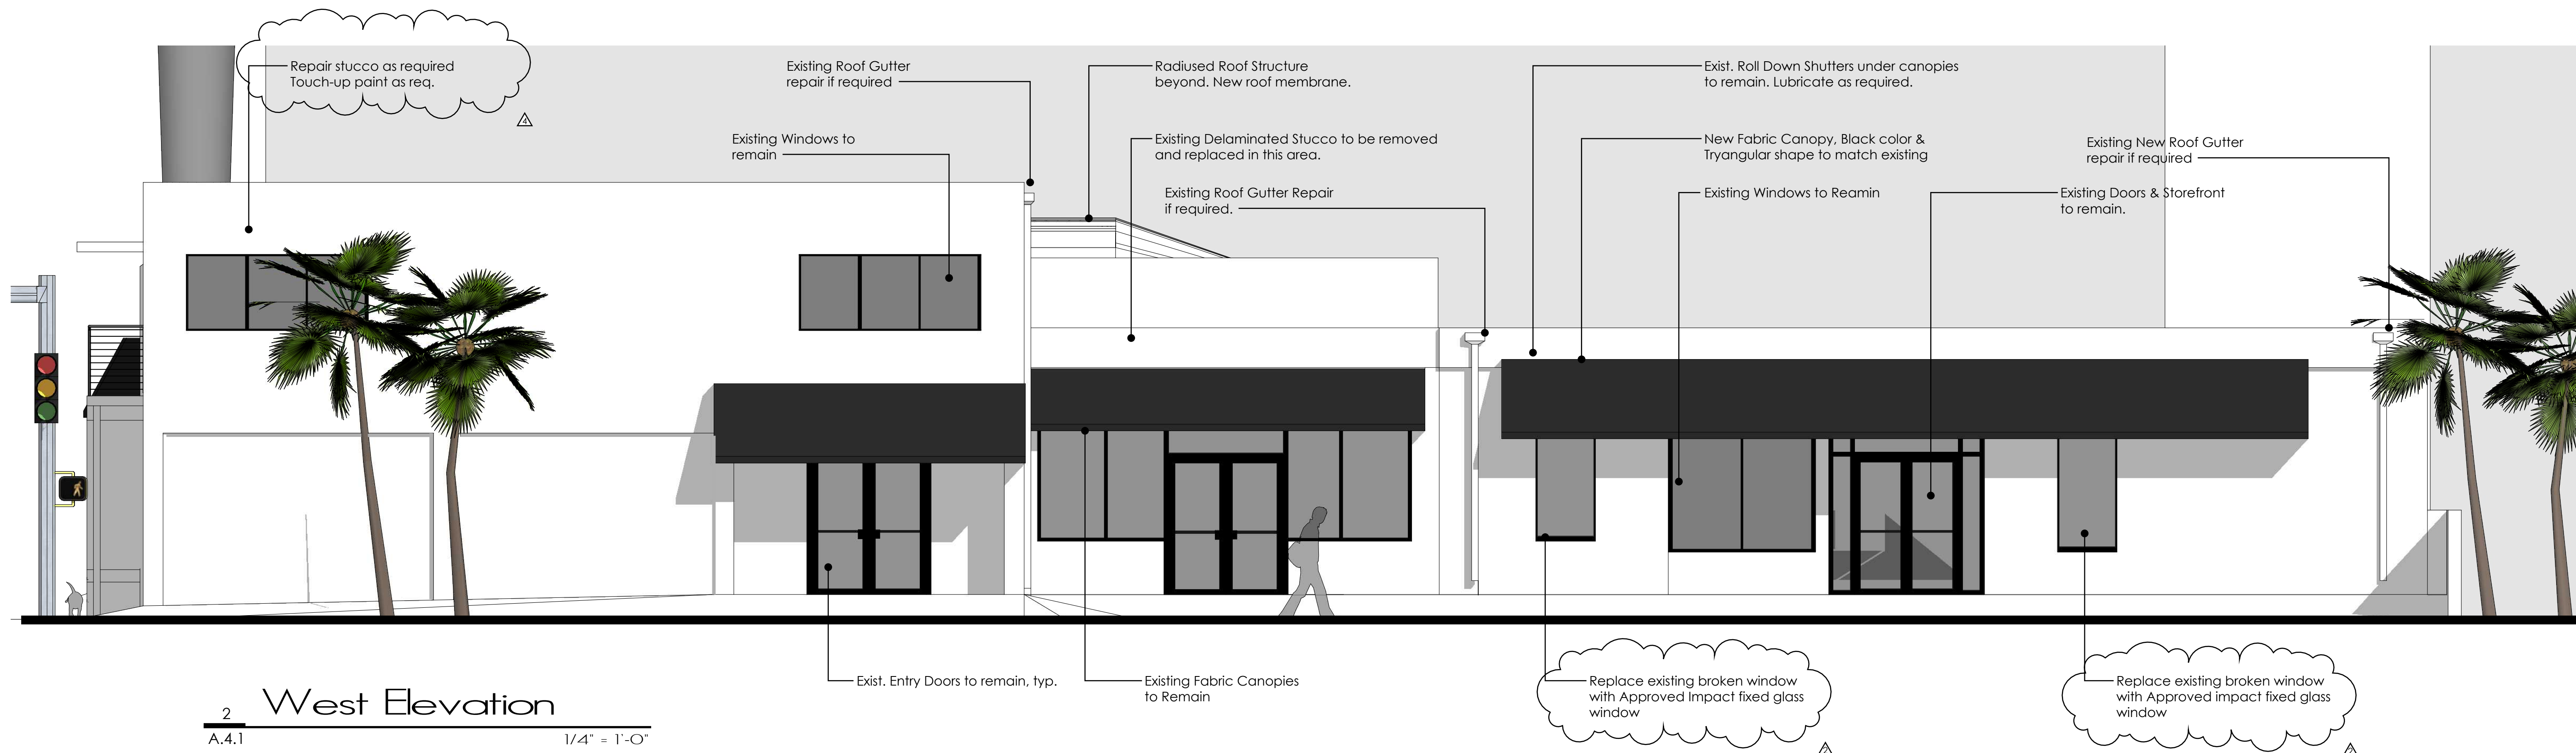 Repair stucco as required
Touch-up paint as req.
4
Existing Roof Gutter
repair if required
Radiused Roof Structure
beyond. New roof membrane.
Exist. Roll Down Shutters under canopies
to remain. Lubricate as required.
Existing Windows to
remain
Existing Delaminated Stucco to be removed
and replaced in this area.
New Fabric Canopy, Black color &
Tryangular shape to match existing
Existing New Roof Gutter
repair if required
Existing Roof Gutter Repair
if required.
Existing Windows to Reamin
Existing Doors & Storefront
to remain.
Exist. Entry Doors to remain, typ.
Existing Fabric Canopies
to Remain
Replace existing broken window
with Approved Impact fixed glass
window
Replace existing broken window
with Approved impact fixed glass
window
2
West Elevation
A.4.1
1/4" = 1'-0"